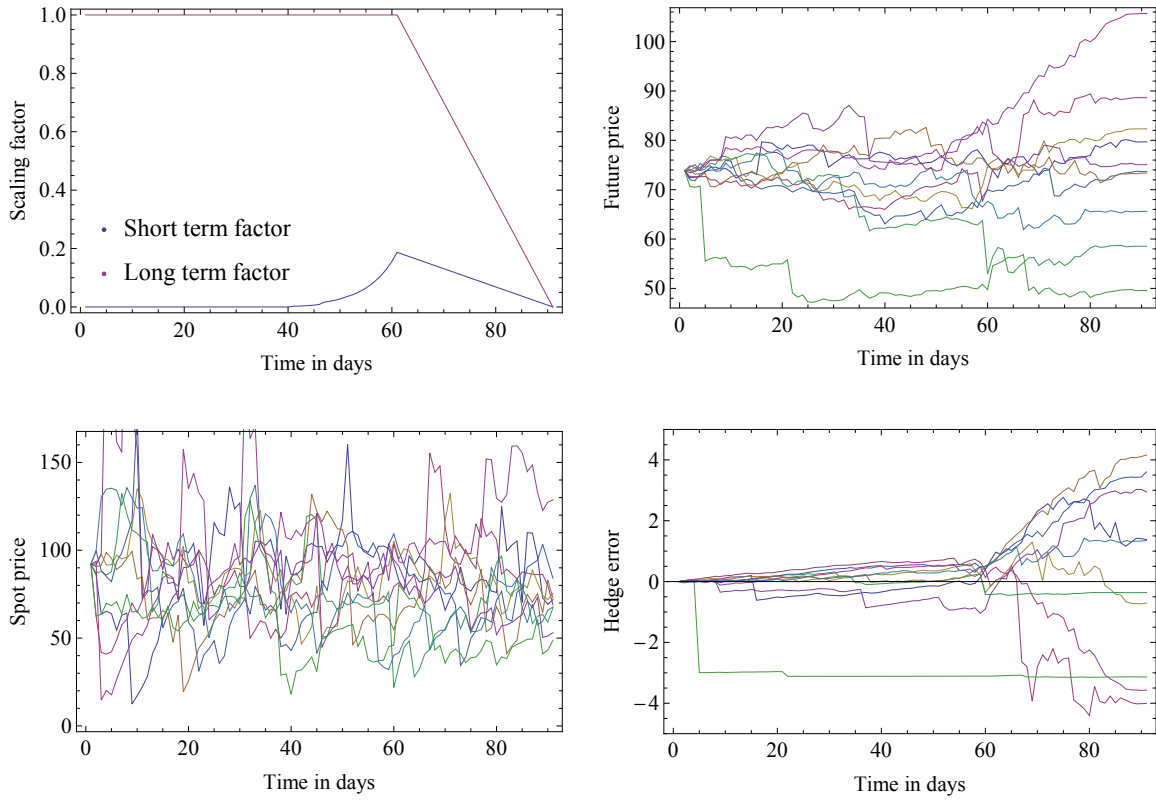 1.0
0.8
0.6
0.4
0.2
0.0
Scaling factor
Short term factor
Long term factor
0 20 40 60 80
Time in days
100
90
80
70
60
50
Future price
0 20 40 60 80
Time in days
150
100
50
0
Spot price
0 20 40 60 80
Time in days
4
2
0
−2
−4
Hedge error
0 20 40 60 80
Time in days